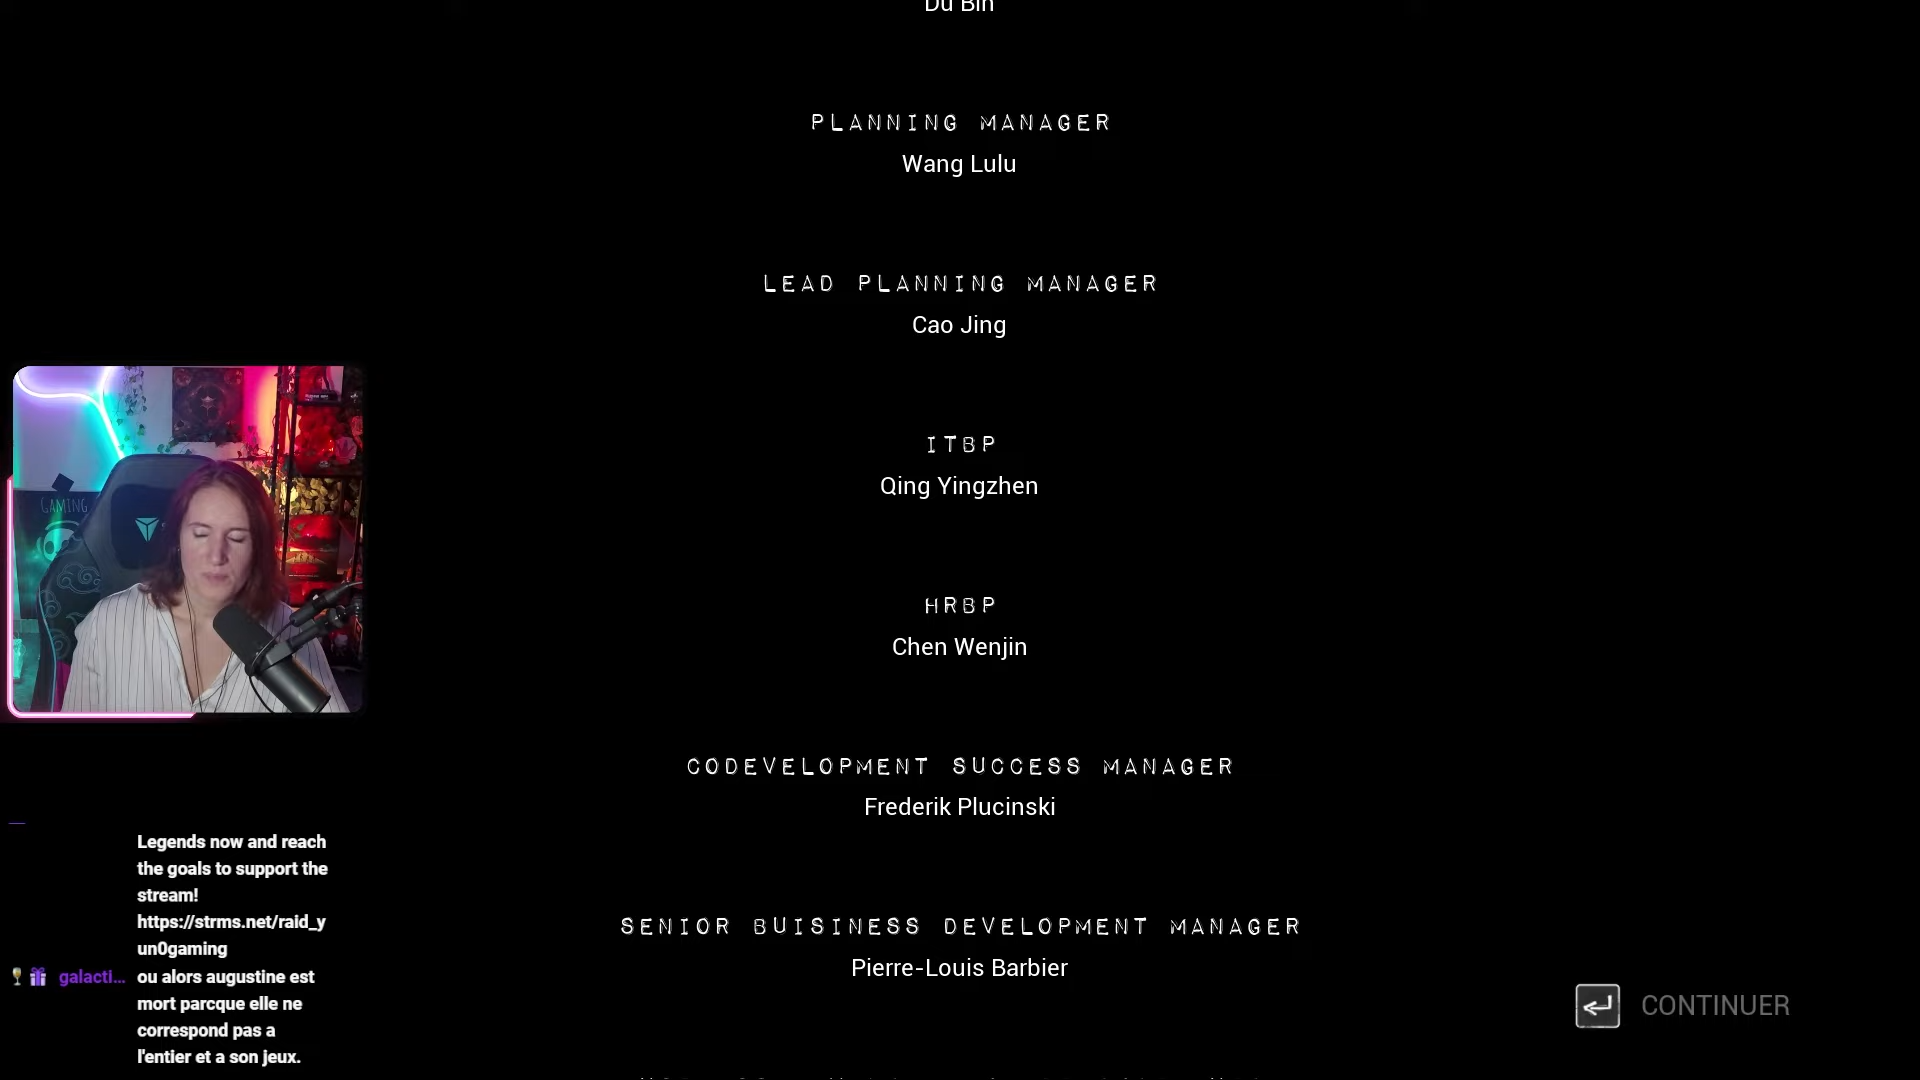 Du Bin
PLANNING MANAGER
Wang Lulu
LEAD PLANNING MANAGER
Cao Jing
ITBP
Qing Yingzhen
HRBP
Chen Wenjin
CODEVELOPMENT SUCCESS MANAGER
Frederik Plucinski
SENIOR BUISINESS DEVELOPMENT MANAGER
Pierre-Louis Barbier
CONTINUER
GAMING
Legends now and reach
the goals to support the
stream!
https://strms.net/raid_y
un0gaming
galacti... ou alors augustine est
mort parcque elle ne
correspond pas a
l'entier et a son jeux.